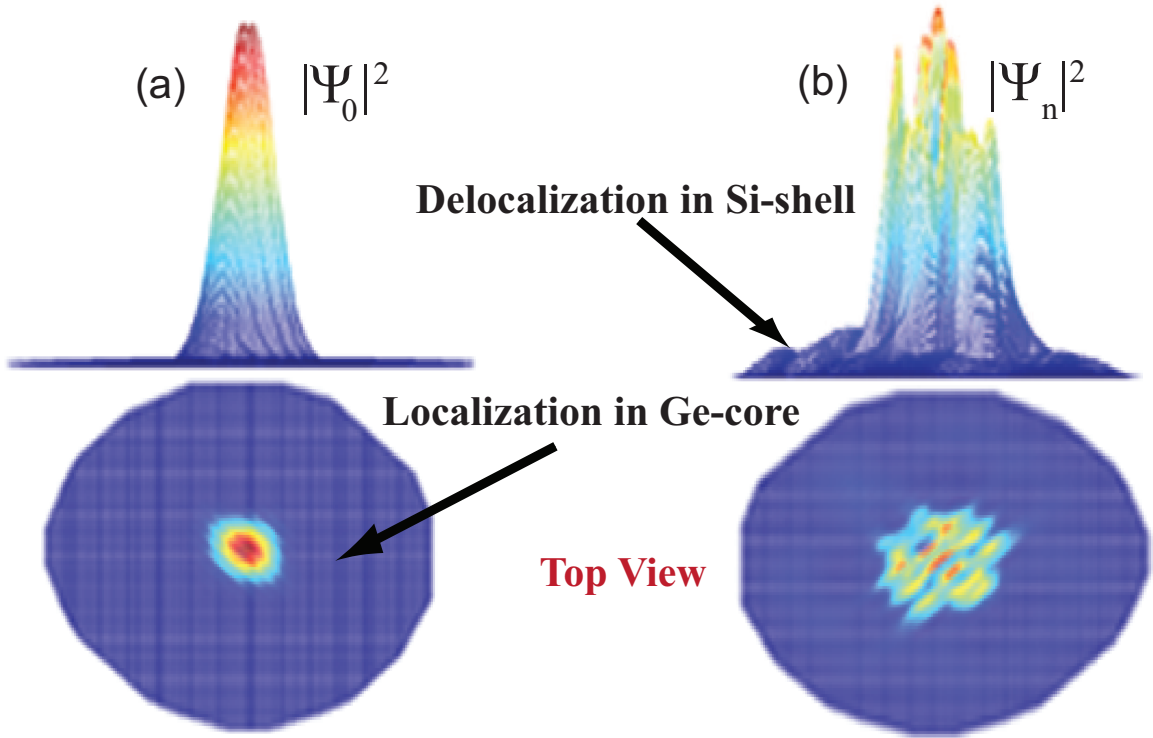 (a) |Ψ₀|²
(b) |Ψₙ|²
Delocalization in Si-shell
Localization in Ge-core
Top View